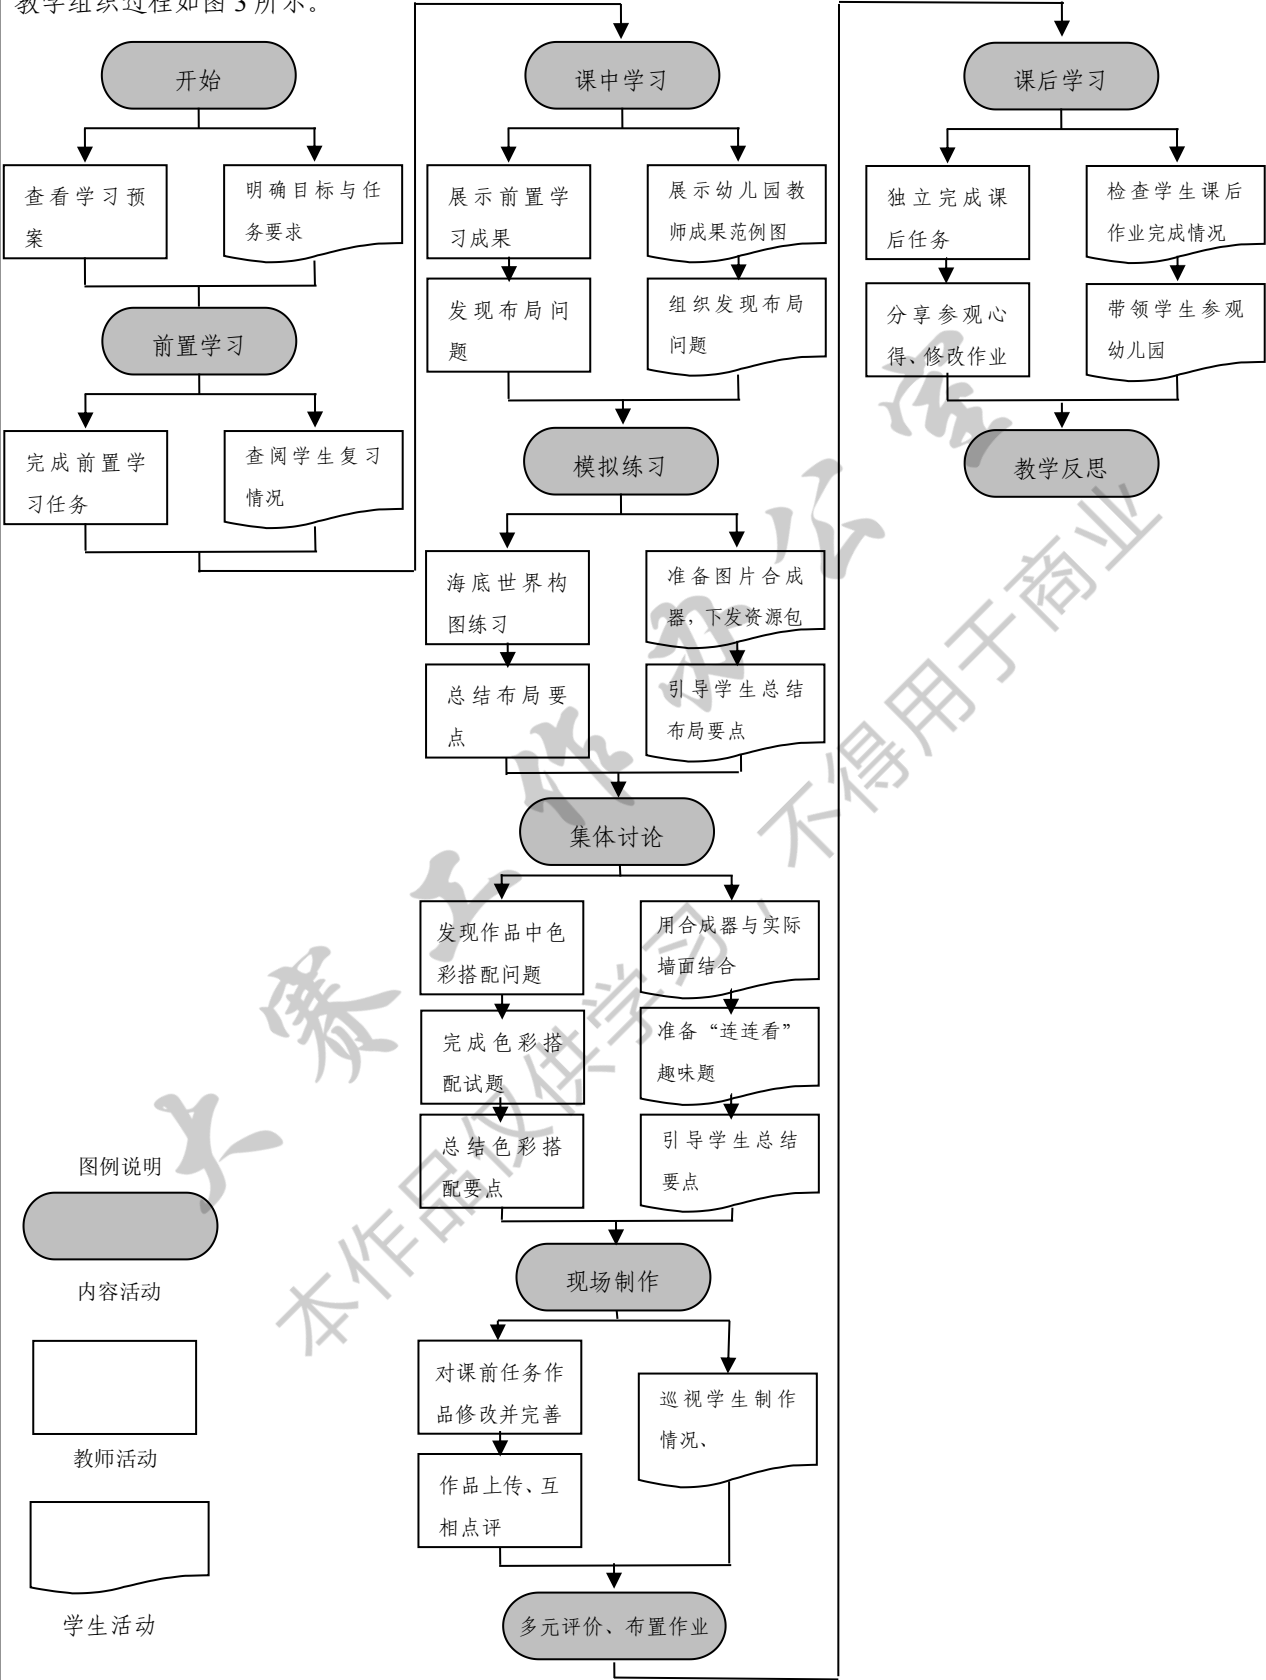 教学组织过程如图 3 所示。
开始
查看学习预
案
明确目标与任
务要求
前置学习
完成前置学
习任务
查阅学生复习
情况
课中学习
展示前置学
习成果
展示幼儿园教
师成果范例图
发现布局问
题
组织发现布局
问题
模拟练习
海底世界构
图练习
准备图片合成
器，下发资源包
总结布局要
点
引导学生总结
布局要点
集体讨论
发现作品中色
彩搭配问题
用合成器与实际
墙面结合
完成色彩搭
配试题
准备“连连看”
趣味题
总结色彩搭
配要点
引导学生总结
要点
现场制作
对课前任务作
品修改并完善
巡视学生制作
情况、
作品上传、互
相点评
多元评价、布置作业
课后学习
独立完成课
后任务
检查学生课后
作业完成情况
分享参观心
得、修改作业
带领学生参观
幼儿园
教学反思
图例说明
内容活动
教师活动
学生活动
大赛工作办公室
本作品仅供学习，不得用于商业